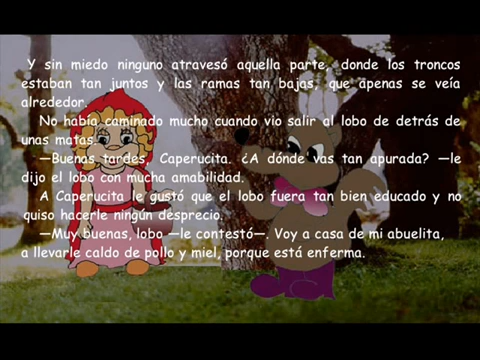 Y sin miedo ninguno atravesó aquella parte, donde los troncos
estaban tan juntos y las ramas tan bajas, que apenas se veía
alrededor.
No había caminado mucho cuando vio salir al lobo de detrás de
unas matas.
—Buenas tardes, Caperucita. ¿A dónde vas tan apurada? —le
dijo el lobo con mucha amabilidad.
A Caperucita le gustó que el lobo fuera tan bien educado y no
quiso hacerle ningún desprecio.
—Muy buenas, lobo —le contestó—. Voy a casa de mi abuelita,
a llevarle caldo de pollo y miel, porque está enferma.